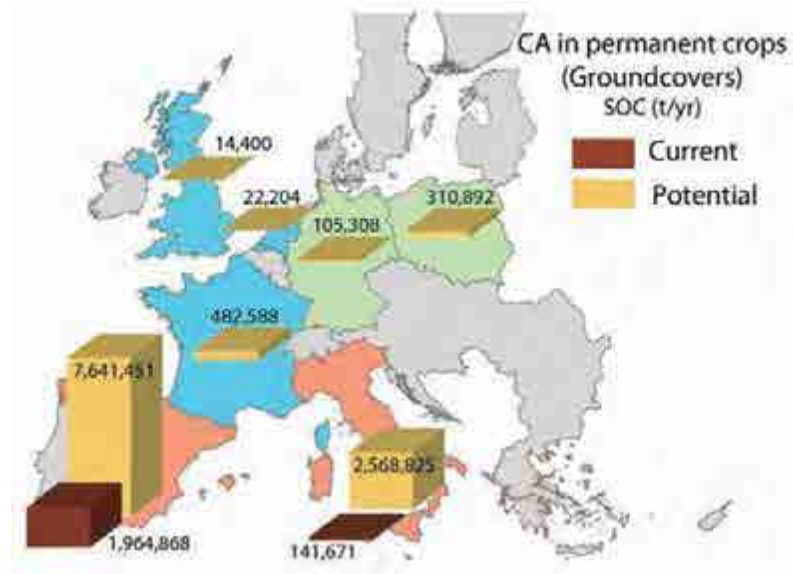 CA in permanent crops
(Groundcovers)
SOC (t/yr)
Current
Potential
14,400
22,204
310,892
105,308
482,588
7,641,451
2,568,825
1,964,868
141,671